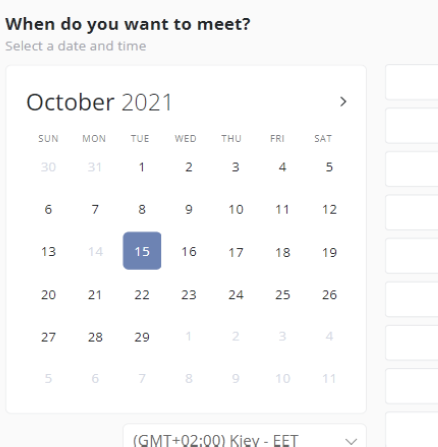 When do you want to meet?
Select a date and time
October 2021 >
SUN MON TUE WED THU FRI SAT
30 31 1 2 3 4 5
6 7 8 9 10 11 12
13 14 15 16 17 18 19
20 21 22 23 24 25 26
27 28 29 1 2 3 4
5 6 7 8 9 10 11
(GMT+02:00) Kiev - EET